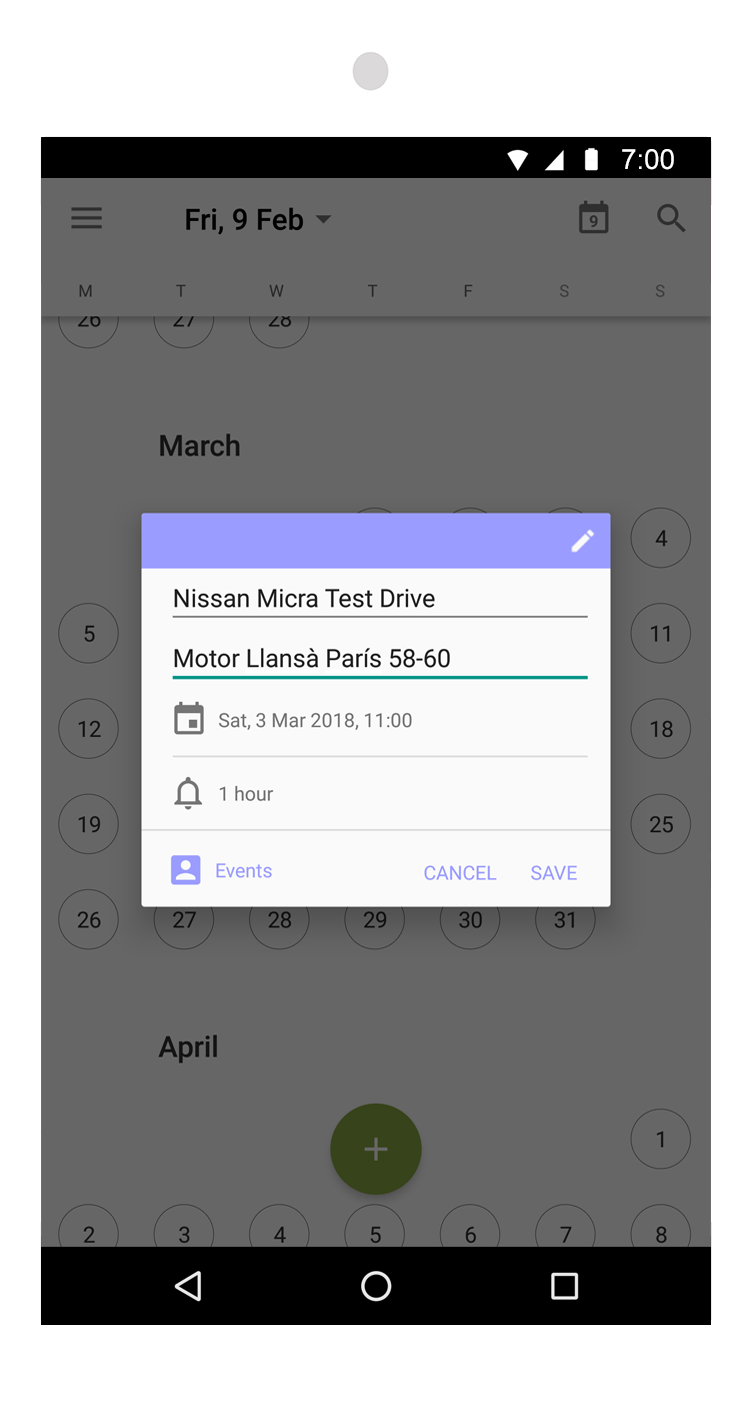 7:00
Fri, 9 Feb
9
M T W T F S S
26 27 28
March
4
Nissan Micra Test Drive
5
11
Motor Llansà París 58-60
Sat, 3 Mar 2018, 11:00
12
18
1 hour
19
25
Events
CANCEL SAVE
26 27 28 29 30 31
April
+
1
2 3 4 5 6 7 8